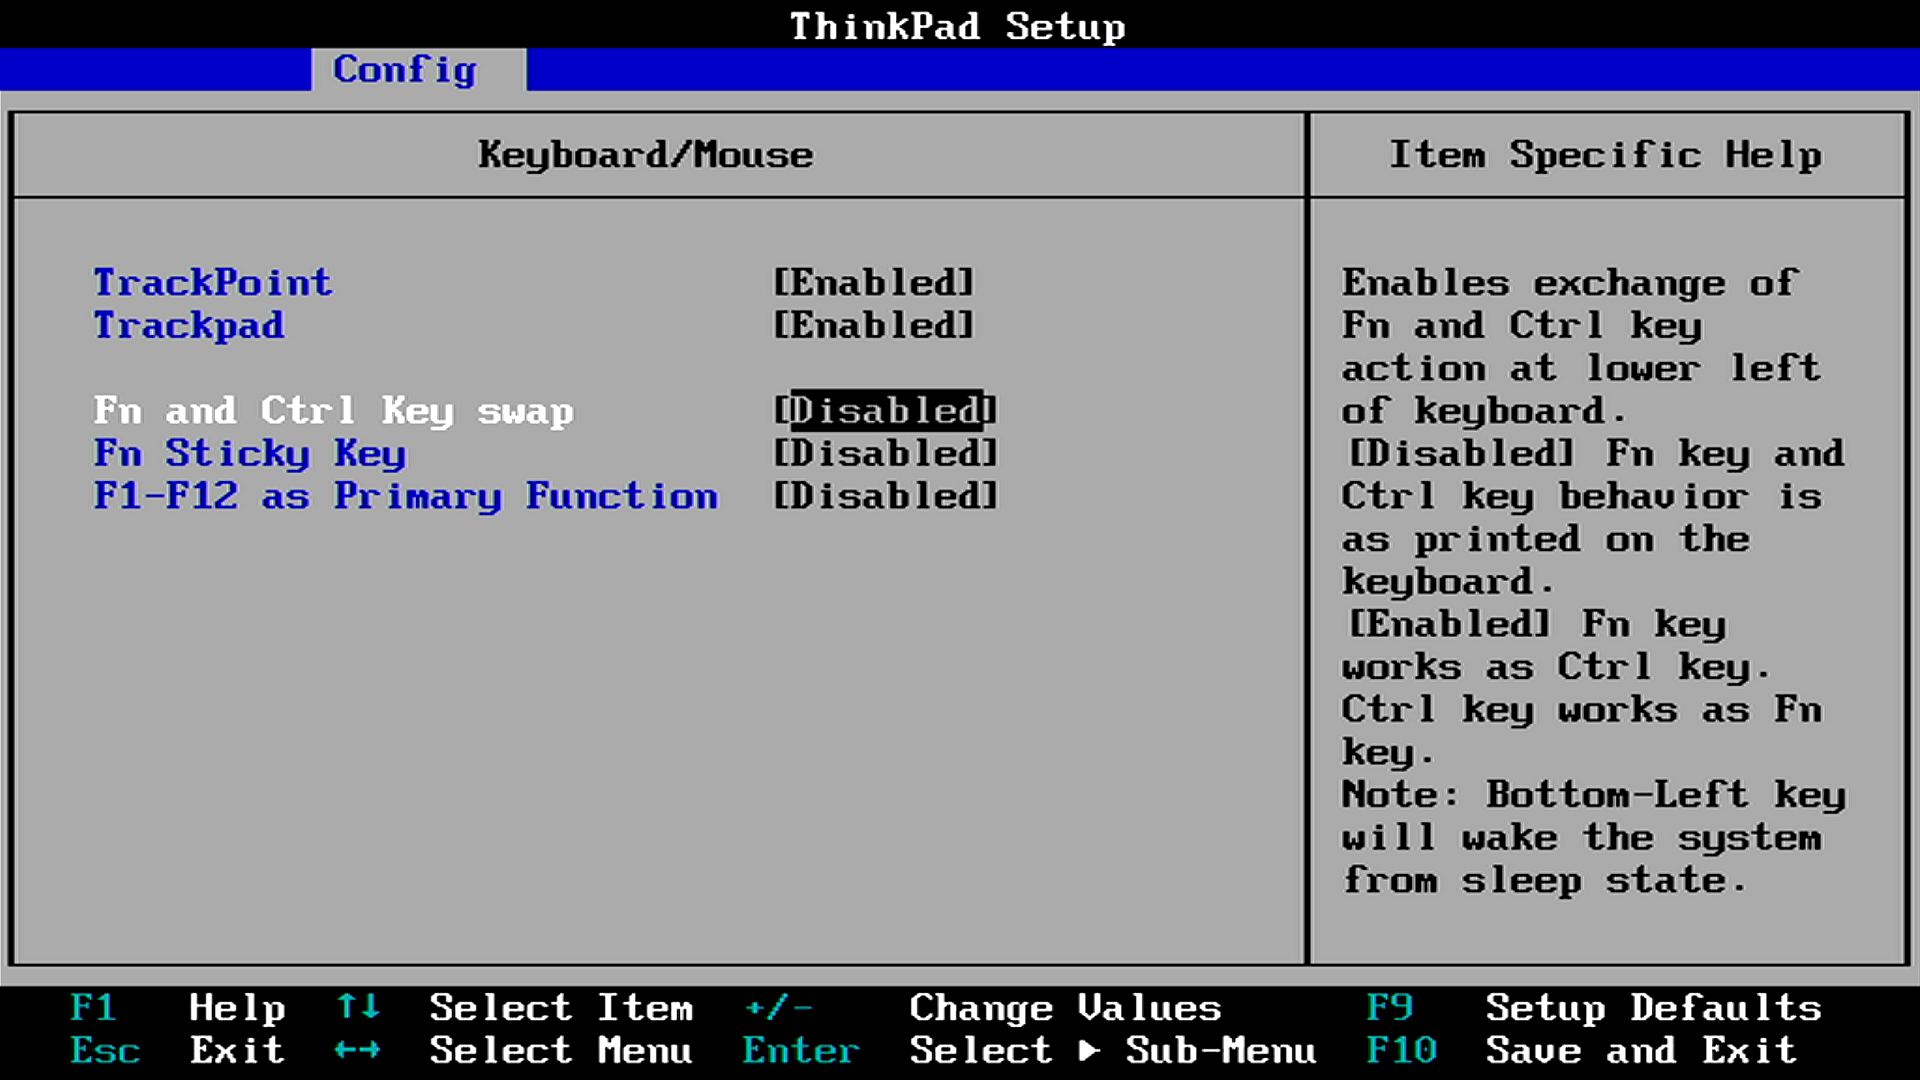 ThinkPad Setup
Config
Keyboard/Mouse
Item Specific Help
TrackPoint [Enabled]
Trackpad [Enabled]
Fn and Ctrl Key swap [Disabled]
Fn Sticky Key [Disabled]
F1-F12 as Primary Function [Disabled]
Enables exchange of
Fn and Ctrl key
action at lower left
of keyboard.
[Disabled] Fn key and
Ctrl key behavior is
as printed on the
keyboard.
[Enabled] Fn key
works as Ctrl key.
Ctrl key works as Fn
key.
Note: Bottom-Left key
will wake the system
from sleep state.
F1 Help ↑↓ Select Item +/- Change Values F9 Setup Defaults
Esc Exit ←→ Select Menu Enter Select ▶ Sub-Menu F10 Save and Exit